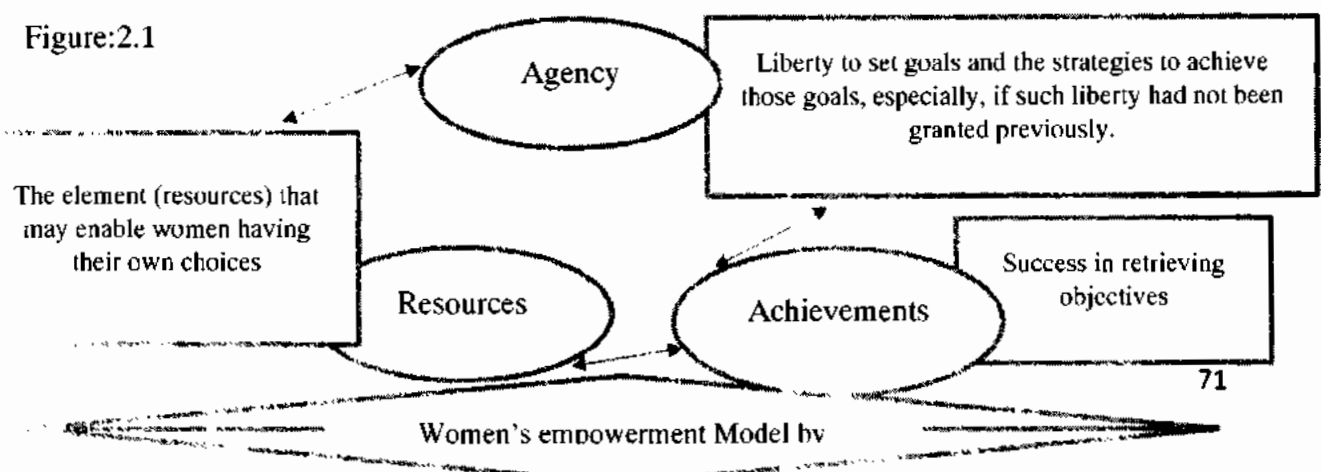 Figure:2.1
Agency
Liberty to set goals and the strategies to achieve
those goals, especially, if such liberty had not been
granted previously.
The element (resources) that
may enable women having
their own choices
Resources
Achievements
Success in retrieving
objectives
71
Women's empowerment Model by